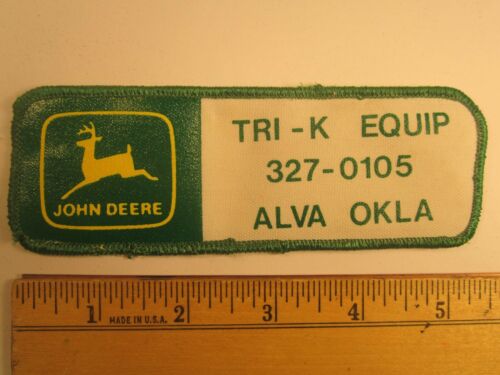 TRI-K EQUIP
327-0105
ALVA OKLA
JOHN DEERE
1 2 3 4 5
MADE IN U.S.A.